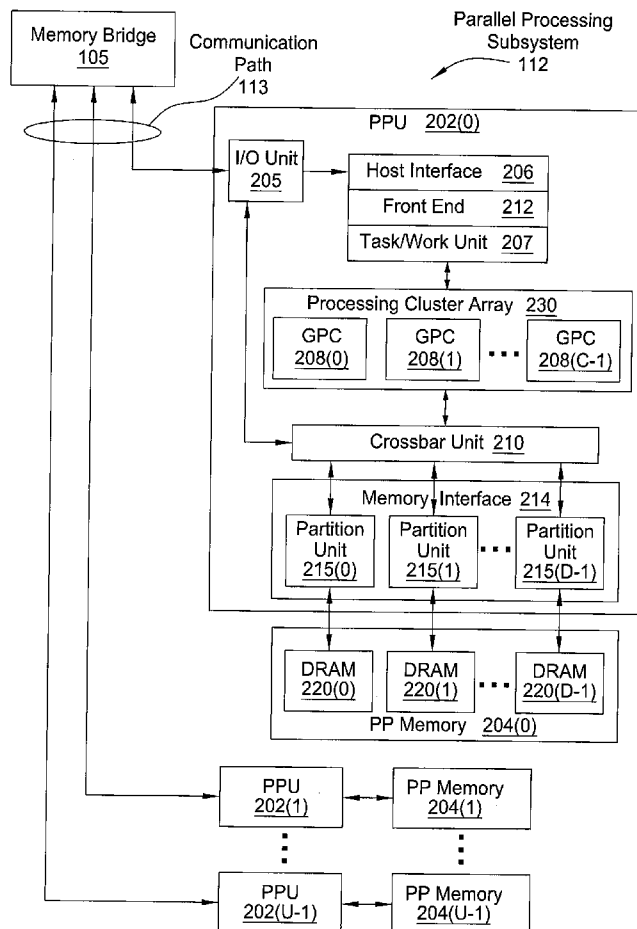 Memory Bridge
105
Communication
Path
113
Parallel Processing
Subsystem
112
PPU 202(0)
I/O Unit
205
Host Interface 206
Front End 212
Task/Work Unit 207
Processing Cluster Array 230
GPC
208(0)
GPC
208(1)
GPC
208(C-1)
Crossbar Unit 210
Memory Interface 214
Partition
Unit
215(0)
Partition
Unit
215(1)
Partition
Unit
215(D-1)
DRAM
220(0)
DRAM
220(1)
DRAM
220(D-1)
PP Memory 204(0)
PPU
202(1)
PP Memory
204(1)
PPU
202(U-1)
PP Memory
204(U-1)